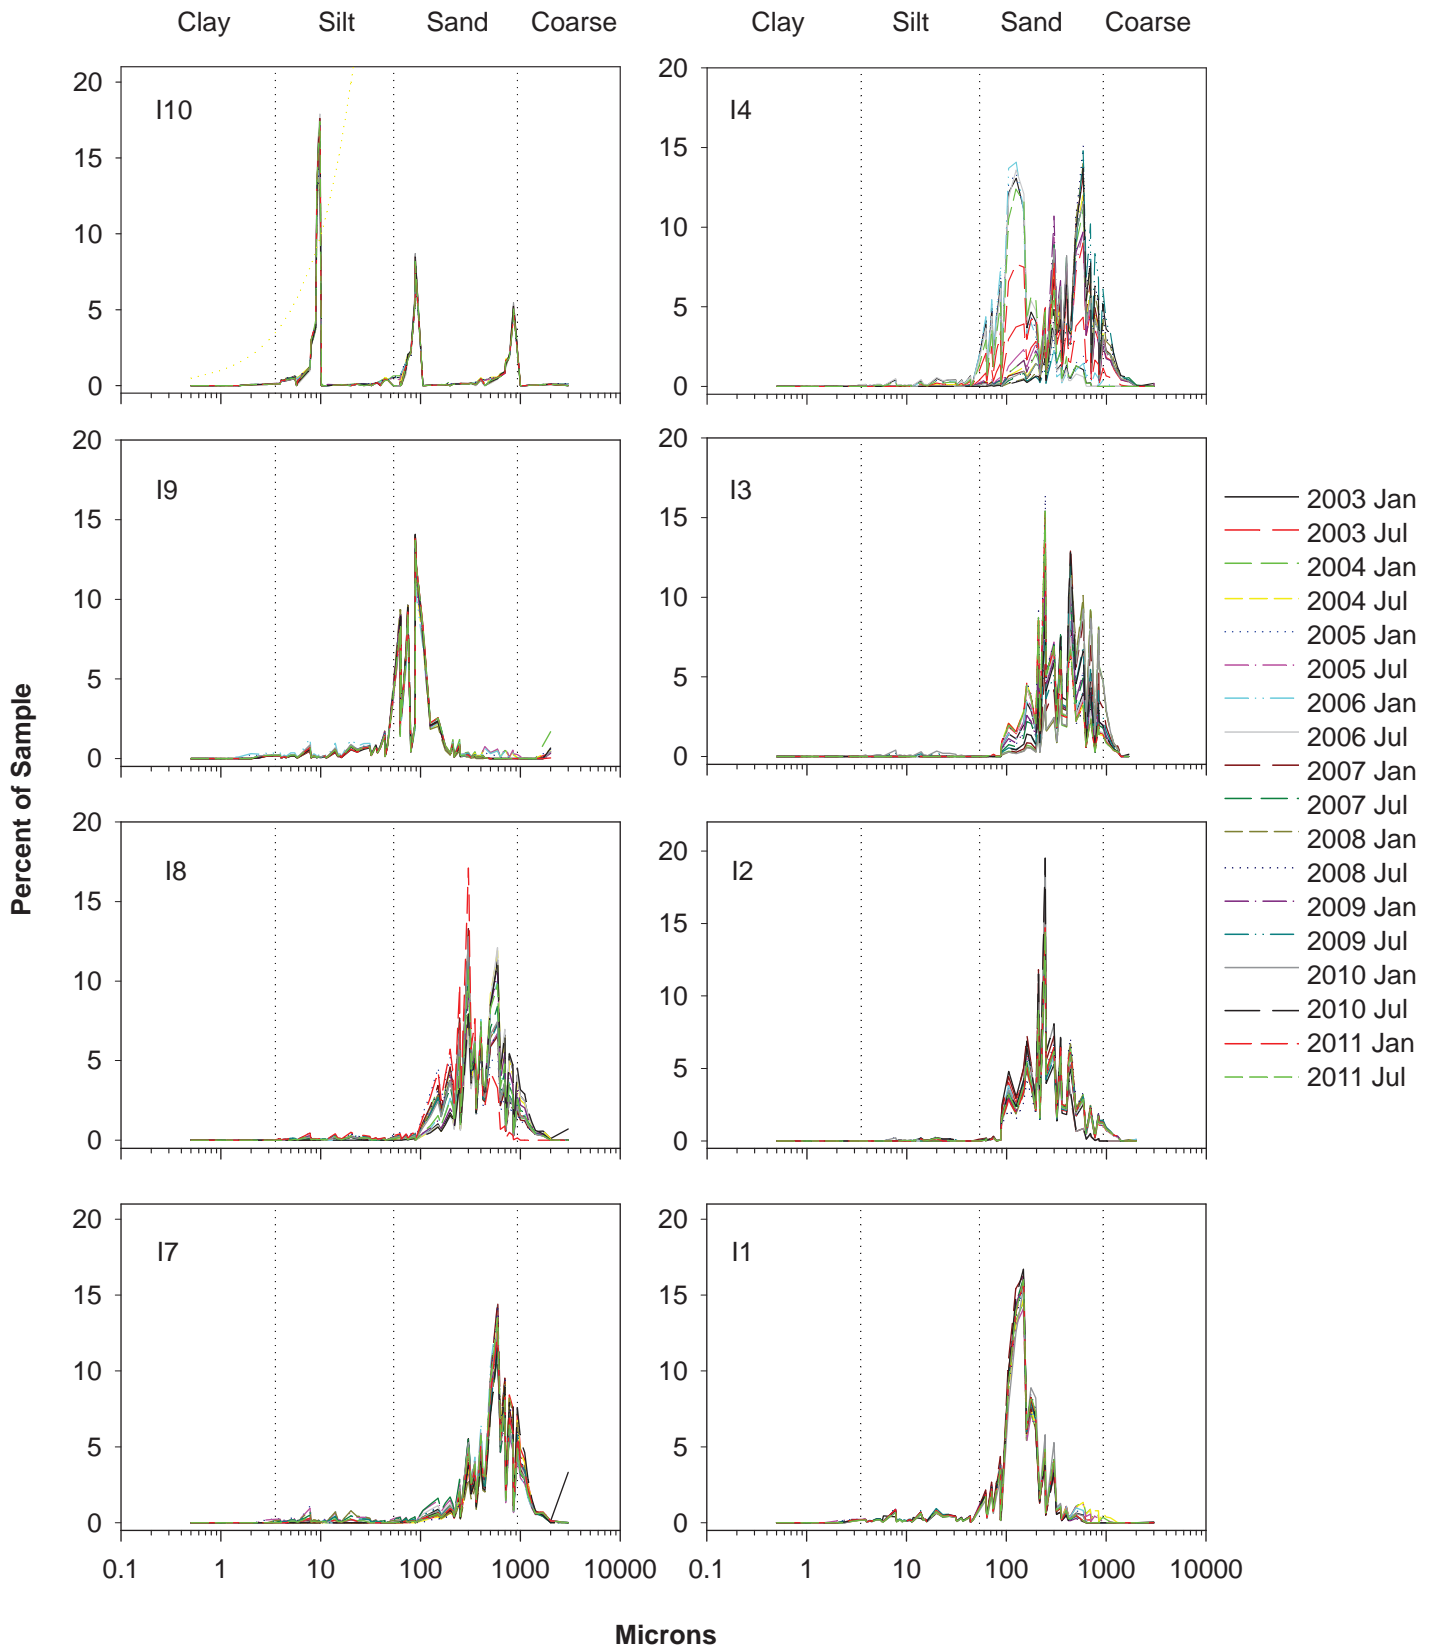 Clay Silt Sand Coarse Clay Silt Sand Coarse
I10
20
15
10
5
0
I4
20
15
10
5
0
I9
20
15
10
5
0
I3
20
15
10
5
0
I8
20
15
10
5
0
I2
20
15
10
5
0
I7
20
15
10
5
0
0.1 1 10 100 1000 10000
I1
20
15
10
5
0
0.1 1 10 100 1000 10000
Percent of Sample
Microns
2003 Jan
2003 Jul
2004 Jan
2004 Jul
2005 Jan
2005 Jul
2006 Jan
2006 Jul
2007 Jan
2007 Jul
2008 Jan
2008 Jul
2009 Jan
2009 Jul
2010 Jan
2010 Jul
2011 Jan
2011 Jul